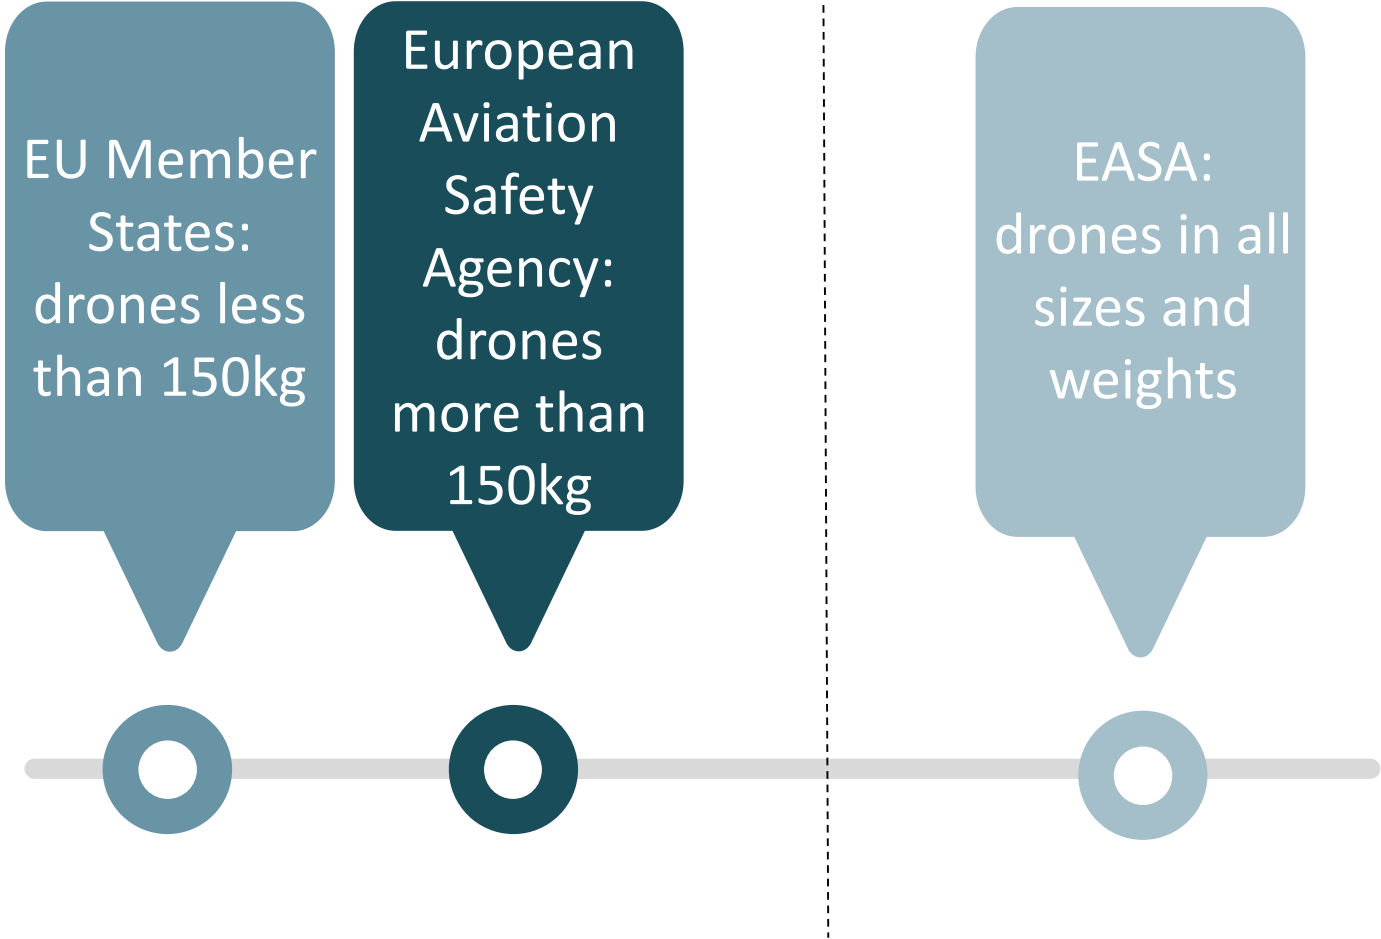 EU Member
States:
drones less
than 150kg
European
Aviation
Safety
Agency:
drones
more than
150kg
EASA:
drones in all
sizes and
weights